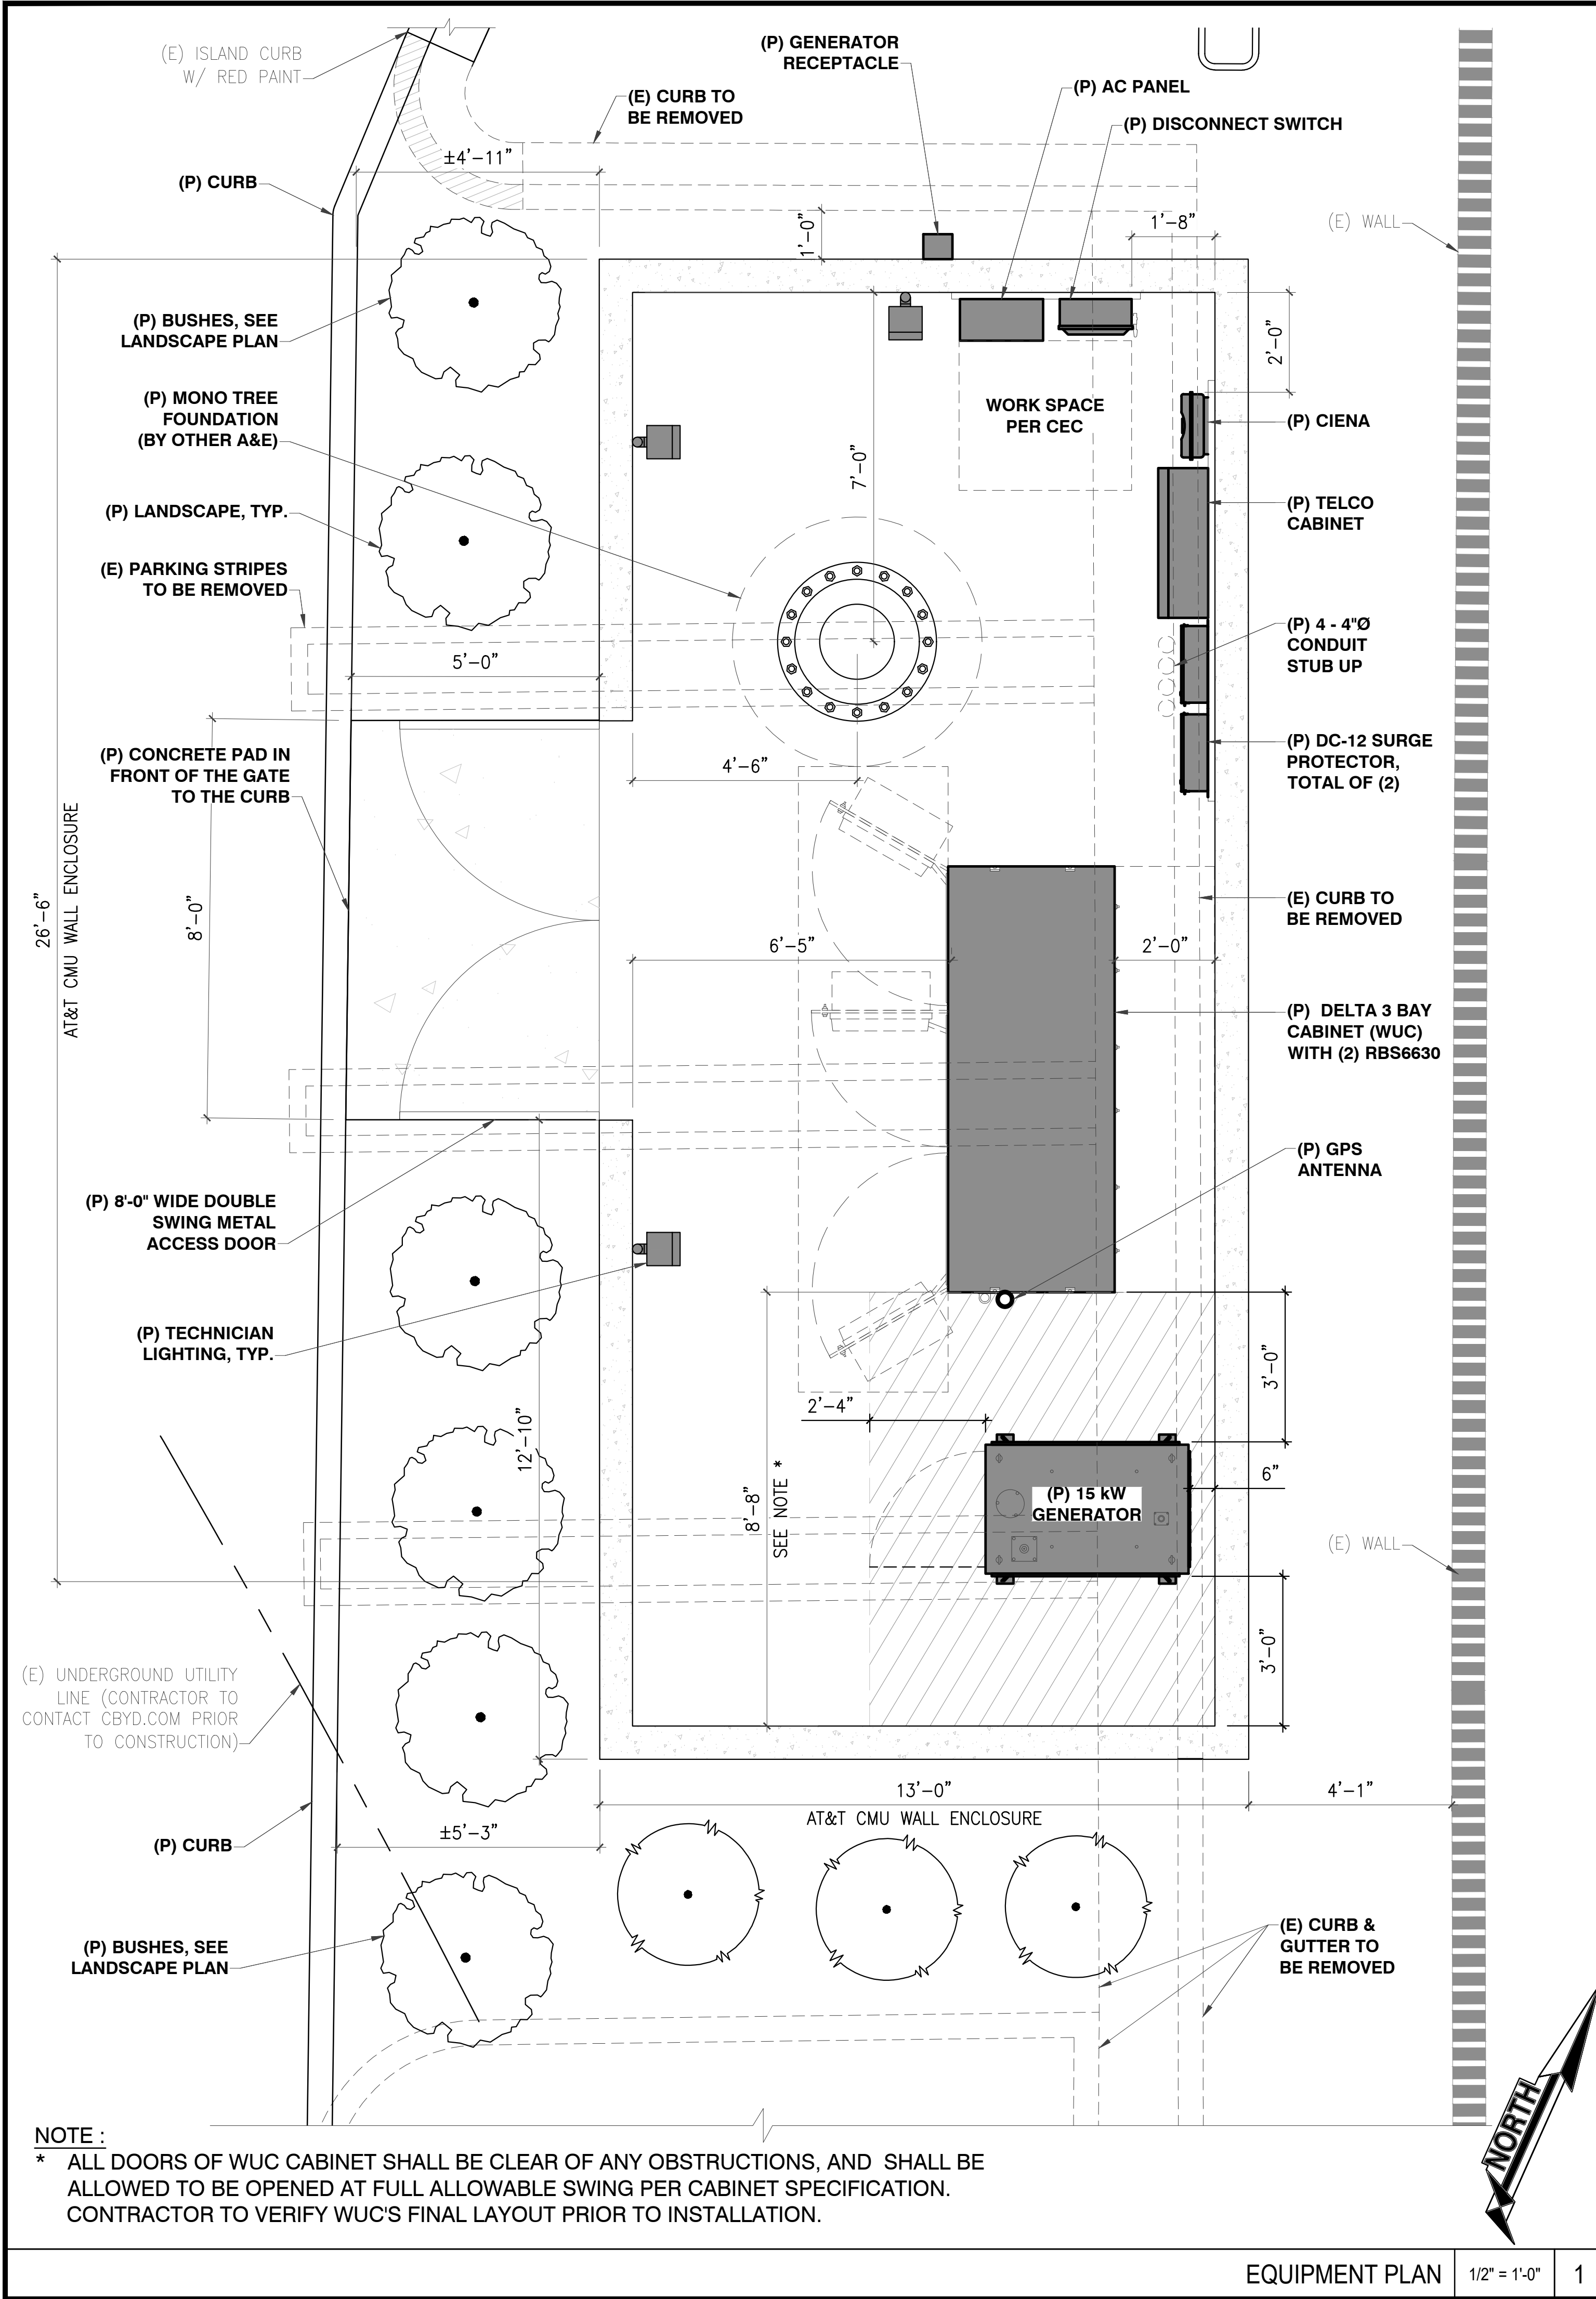 (E) ISLAND CURB
W/ RED PAINT
(P) GENERATOR
RECEPTACLE
(E) CURB TO
BE REMOVED
(P) AC PANEL
(P) DISCONNECT SWITCH
±4'-11"
(P) CURB
1'-0"
1'-8"
(E) WALL
(P) BUSHES, SEE
LANDSCAPE PLAN
2'-0"
(P) MONO TREE
FOUNDATION
(BY OTHER A&E)
WORK SPACE
PER CEC
(P) CIENA
7'-0"
(P) LANDSCAPE, TYP.
(P) TELCO
CABINET
(E) PARKING STRIPES
TO BE REMOVED
(P) 4 - 4"Ø
CONDUIT
STUB UP
5'-0"
(P) CONCRETE PAD IN
FRONT OF THE GATE
TO THE CURB
4'-6"
(P) DC-12 SURGE
PROTECTOR,
TOTAL OF (2)
26'-6"
AT&T CMU WALL ENCLOSURE
8'-0"
(E) CURB TO
BE REMOVED
6'-5"
2'-0"
(P) DELTA 3 BAY
CABINET (WUC)
WITH (2) RBS6630
(P) GPS
ANTENNA
(P) 8'-0" WIDE DOUBLE
SWING METAL
ACCESS DOOR
(P) TECHNICIAN
LIGHTING, TYP.
3'-0"
2'-4"
12'-10"
8'-8"
SEE NOTE *
6"
(P) 15 kW
GENERATOR
(E) WALL
3'-0"
(E) UNDERGROUND UTILITY
LINE (CONTRACTOR TO
CONTACT CBYD.COM PRIOR
TO CONSTRUCTION)
13'-0"
AT&T CMU WALL ENCLOSURE
4'-1"
(P) CURB
±5'-3"
(P) BUSHES, SEE
LANDSCAPE PLAN
(E) CURB &
GUTTER TO
BE REMOVED
NORTH
NOTE :
* ALL DOORS OF WUC CABINET SHALL BE CLEAR OF ANY OBSTRUCTIONS, AND SHALL BE
ALLOWED TO BE OPENED AT FULL ALLOWABLE SWING PER CABINET SPECIFICATION.
CONTRACTOR TO VERIFY WUC'S FINAL LAYOUT PRIOR TO INSTALLATION.
EQUIPMENT PLAN
1/2" = 1'-0"
1